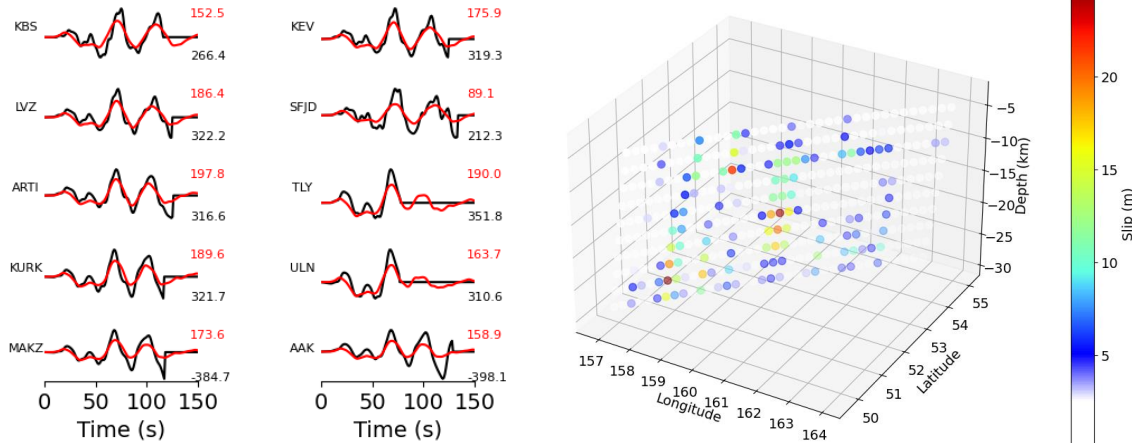 KBS 152.5 266.4
LVZ 186.4 322.2
ARTI 197.8 316.6
KURK 189.6 321.7
MAKZ 173.6 -384.7
0 50 100 150
Time (s)
KEV 175.9 319.3
SFJD 89.1 212.3
TLY 190.0 351.8
ULN 163.7 310.6
AAK 158.9 -398.1
0 50 100 150
Time (s)
157 158 159 160 161 162 163 164
Longitude
50 51 52 53 54 55
Latitude
−5
−10
−15
−20
−25
−30
Depth (km)
20
15
10
5
Slip (m)